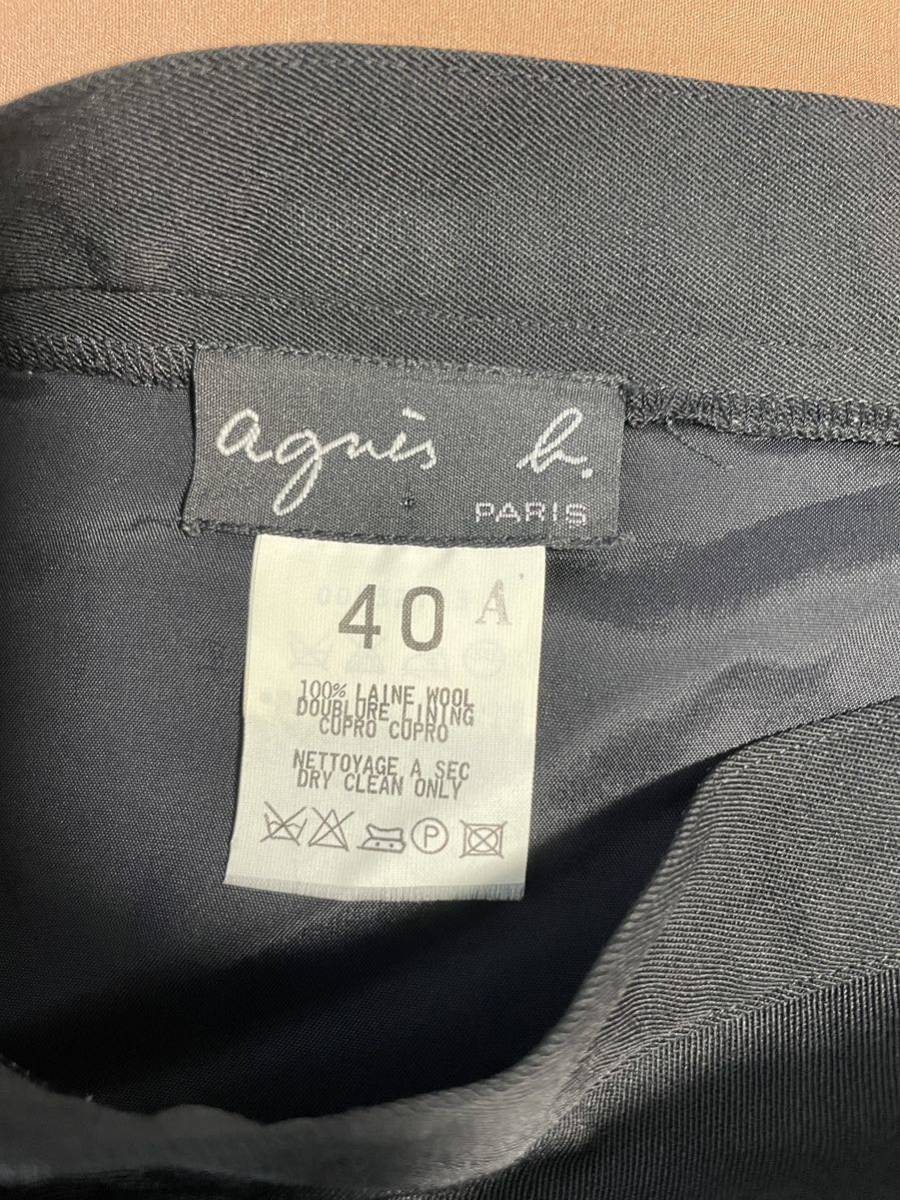 agnès b.
PARIS
40 A
100% LAINE WOOL
DOUBLURE LINING
CUPRO CUPRO
NETTOYAGE A SEC
DRY CLEAN ONLY
P